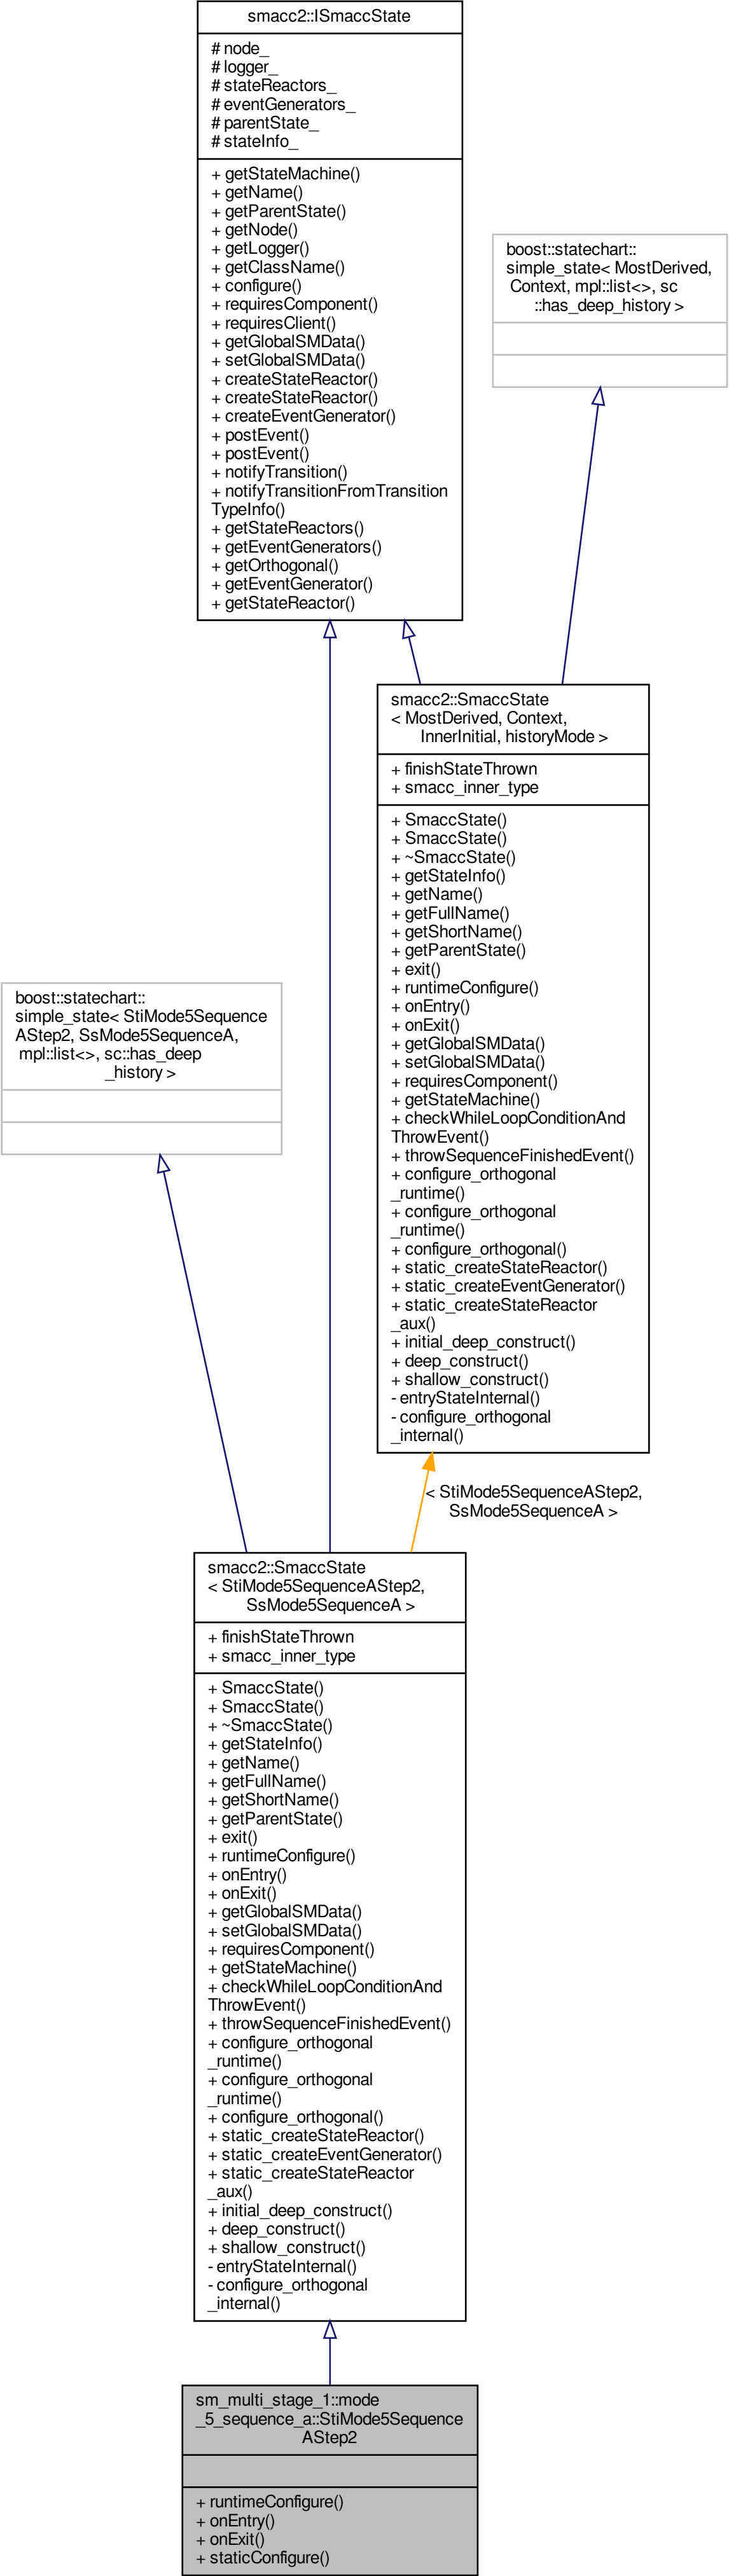 smacc2::ISmaccState
# node_
# logger_
# stateReactors_
# eventGenerators_
# parentState_
# stateInfo_
+ getStateMachine()
+ getName()
+ getParentState()
+ getNode()
+ getLogger()
+ getClassName()
+ configure()
+ requiresComponent()
+ requiresClient()
+ getGlobalSMData()
+ setGlobalSMData()
+ createStateReactor()
+ createStateReactor()
+ createEventGenerator()
+ postEvent()
+ postEvent()
+ notifyTransition()
+ notifyTransitionFromTransition
TypeInfo()
+ getStateReactors()
+ getEventGenerators()
+ getOrthogonal()
+ getEventGenerator()
+ getStateReactor()
boost::statechart::
simple_state< MostDerived,
Context, mpl::list<>, sc
::has_deep_history >
smacc2::SmaccState
< MostDerived, Context,
InnerInitial, historyMode >
+ finishStateThrown
+ smacc_inner_type
+ SmaccState()
+ SmaccState()
+ ~SmaccState()
+ getStateInfo()
+ getName()
+ getFullName()
+ getShortName()
+ getParentState()
+ exit()
+ runtimeConfigure()
+ onEntry()
+ onExit()
+ getGlobalSMData()
+ setGlobalSMData()
+ requiresComponent()
+ getStateMachine()
+ checkWhileLoopConditionAnd
ThrowEvent()
+ throwSequenceFinishedEvent()
+ configure_orthogonal
_runtime()
+ configure_orthogonal
_runtime()
+ configure_orthogonal()
+ static_createStateReactor()
+ static_createEventGenerator()
+ static_createStateReactor
_aux()
+ initial_deep_construct()
+ deep_construct()
+ shallow_construct()
- entryStateInternal()
- configure_orthogonal
_internal()
boost::statechart::
simple_state< StiMode5Sequence
AStep2, SsMode5SequenceA,
mpl::list<>, sc::has_deep
_history >
< StiMode5SequenceAStep2,
SsMode5SequenceA >
smacc2::SmaccState
< StiMode5SequenceAStep2,
SsMode5SequenceA >
+ finishStateThrown
+ smacc_inner_type
+ SmaccState()
+ SmaccState()
+ ~SmaccState()
+ getStateInfo()
+ getName()
+ getFullName()
+ getShortName()
+ getParentState()
+ exit()
+ runtimeConfigure()
+ onEntry()
+ onExit()
+ getGlobalSMData()
+ setGlobalSMData()
+ requiresComponent()
+ getStateMachine()
+ checkWhileLoopConditionAnd
ThrowEvent()
+ throwSequenceFinishedEvent()
+ configure_orthogonal
_runtime()
+ configure_orthogonal
_runtime()
+ configure_orthogonal()
+ static_createStateReactor()
+ static_createEventGenerator()
+ static_createStateReactor
_aux()
+ initial_deep_construct()
+ deep_construct()
+ shallow_construct()
- entryStateInternal()
- configure_orthogonal
_internal()
sm_multi_stage_1::mode
_5_sequence_a::StiMode5Sequence
AStep2
+ runtimeConfigure()
+ onEntry()
+ onExit()
+ staticConfigure()